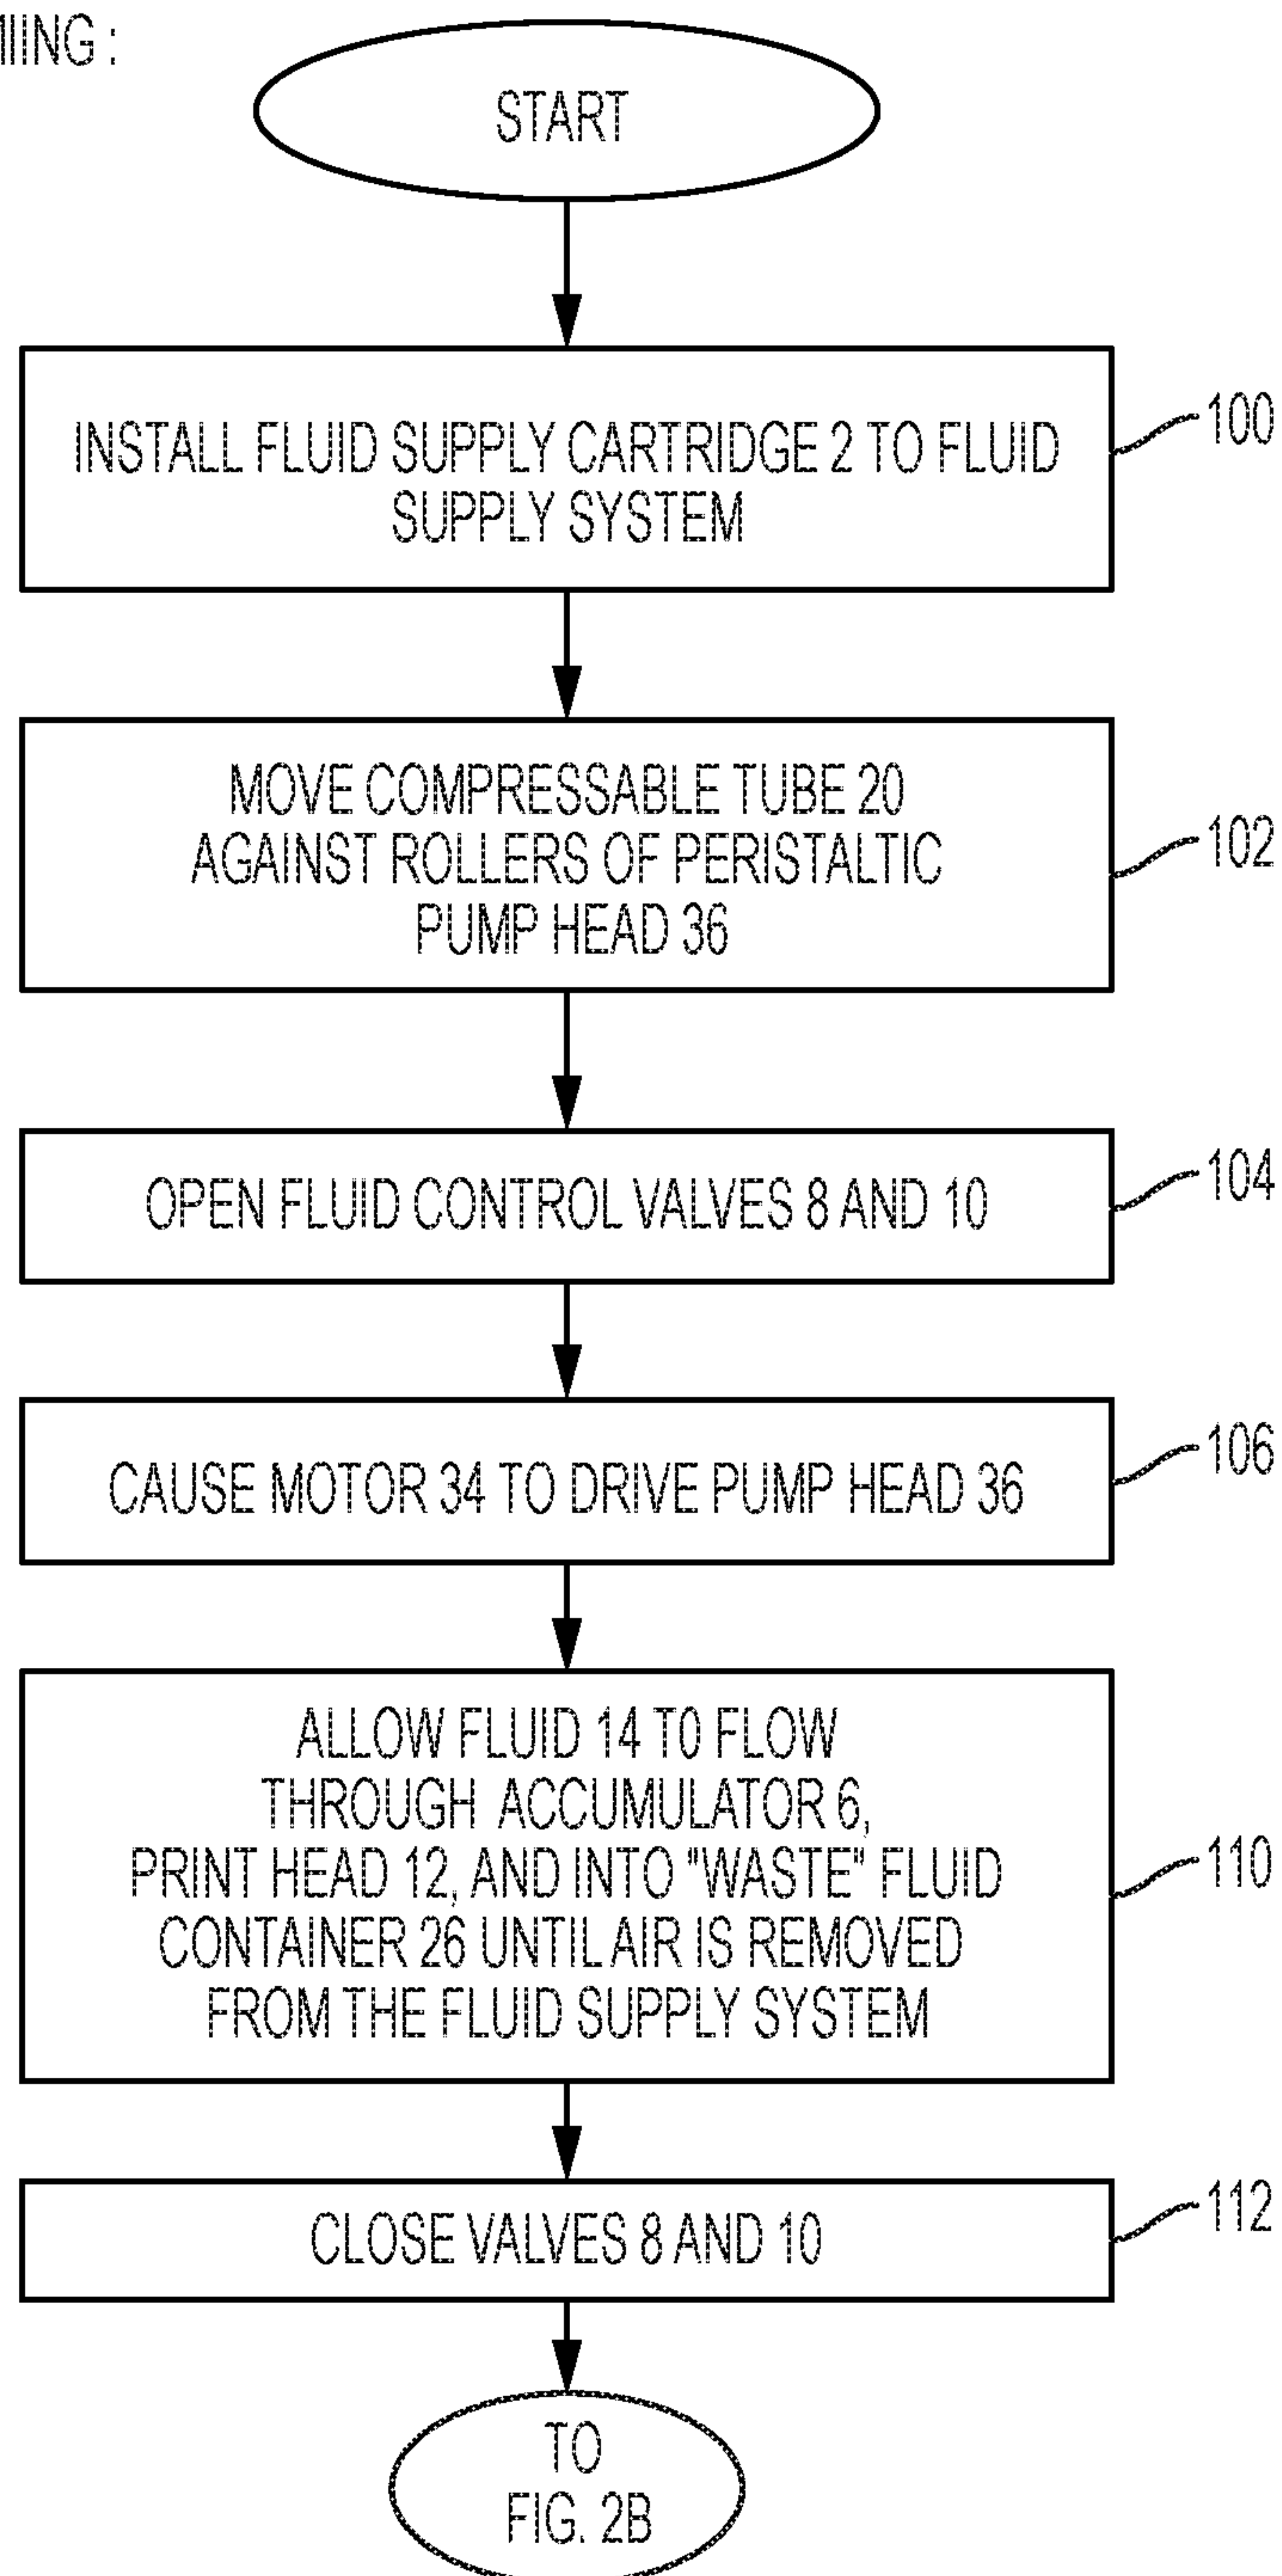 START
INSTALL FLUID SUPPLY CARTRIDGE 2 TO FLUID
SUPPLY SYSTEM
100
MOVE COMPRESSABLE TUBE 20
AGAINST ROLLERS OF PERISTALTIC
PUMP HEAD 36
102
OPEN FLUID CONTROL VALVES 8 AND 10
104
CAUSE MOTOR 34 TO DRIVE PUMP HEAD 36
106
ALLOW FLUID 14 TO FLOW
THROUGH ACCUMULATOR 6,
PRINT HEAD 12, AND INTO "WASTE" FLUID
CONTAINER 26 UNTIL AIR IS REMOVED
FROM THE FLUID SUPPLY SYSTEM
110
CLOSE VALVES 8 AND 10
112
TO
FIG. 2B